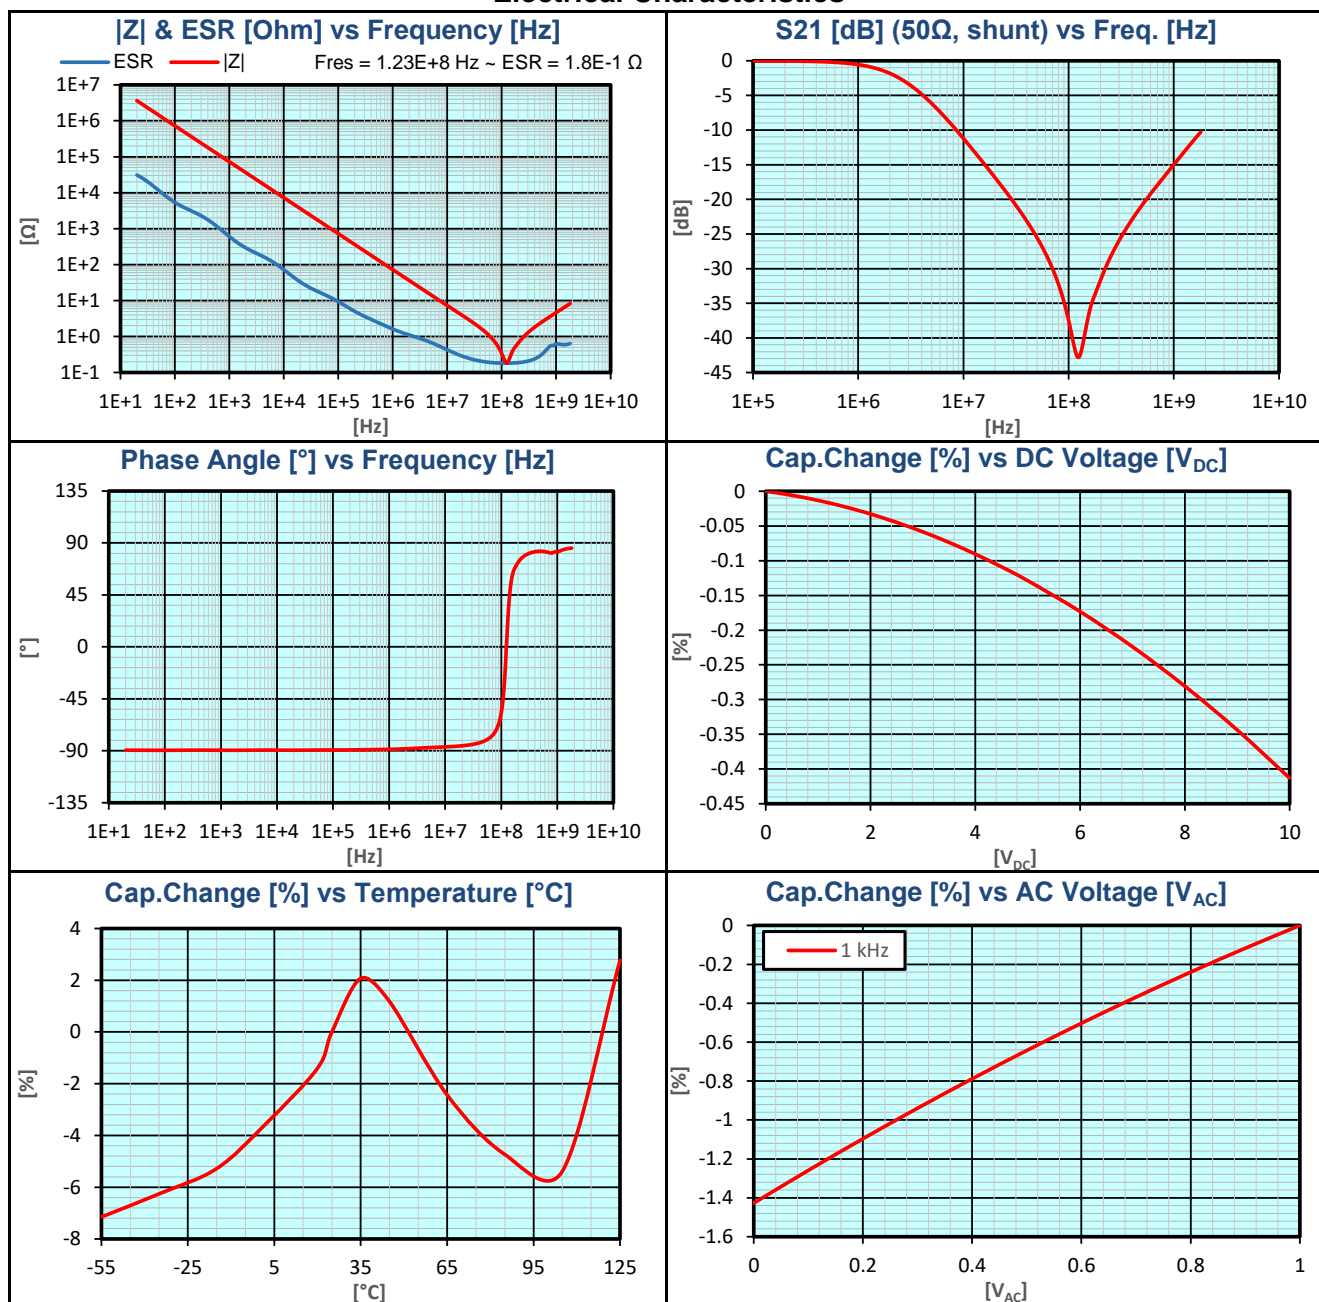 Electrical Characteristics
|Z| & ESR [Ohm] vs Frequency [Hz]
ESR |Z| Fres = 1.23E+8 Hz ~ ESR = 1.8E-1 Ω
1E+7
1E+6
1E+5
1E+4
1E+3
1E+2
1E+1
1E+0
1E-1
[Ω]
1E+1 1E+2 1E+3 1E+4 1E+5 1E+6 1E+7 1E+8 1E+9 1E+10
[Hz]
S21 [dB] (50Ω, shunt) vs Freq. [Hz]
0
-5
-10
-15
-20
-25
-30
-35
-40
-45
[dB]
1E+5 1E+6 1E+7 1E+8 1E+9 1E+10
[Hz]
Phase Angle [°] vs Frequency [Hz]
135
90
45
0
-45
-90
-135
[°]
1E+1 1E+2 1E+3 1E+4 1E+5 1E+6 1E+7 1E+8 1E+9 1E+10
[Hz]
Cap.Change [%] vs DC Voltage [VDC]
0
-0.05
-0.1
-0.15
-0.2
-0.25
-0.3
-0.35
-0.4
-0.45
[%]
0 2 4 6 8 10
[VDC]
Cap.Change [%] vs Temperature [°C]
4
2
0
-2
-4
-6
-8
[%]
-55 -25 5 35 65 95 125
[°C]
Cap.Change [%] vs AC Voltage [VAC]
1 kHz
0
-0.2
-0.4
-0.6
-0.8
-1
-1.2
-1.4
-1.6
[%]
0 0.2 0.4 0.6 0.8 1
[VAC]